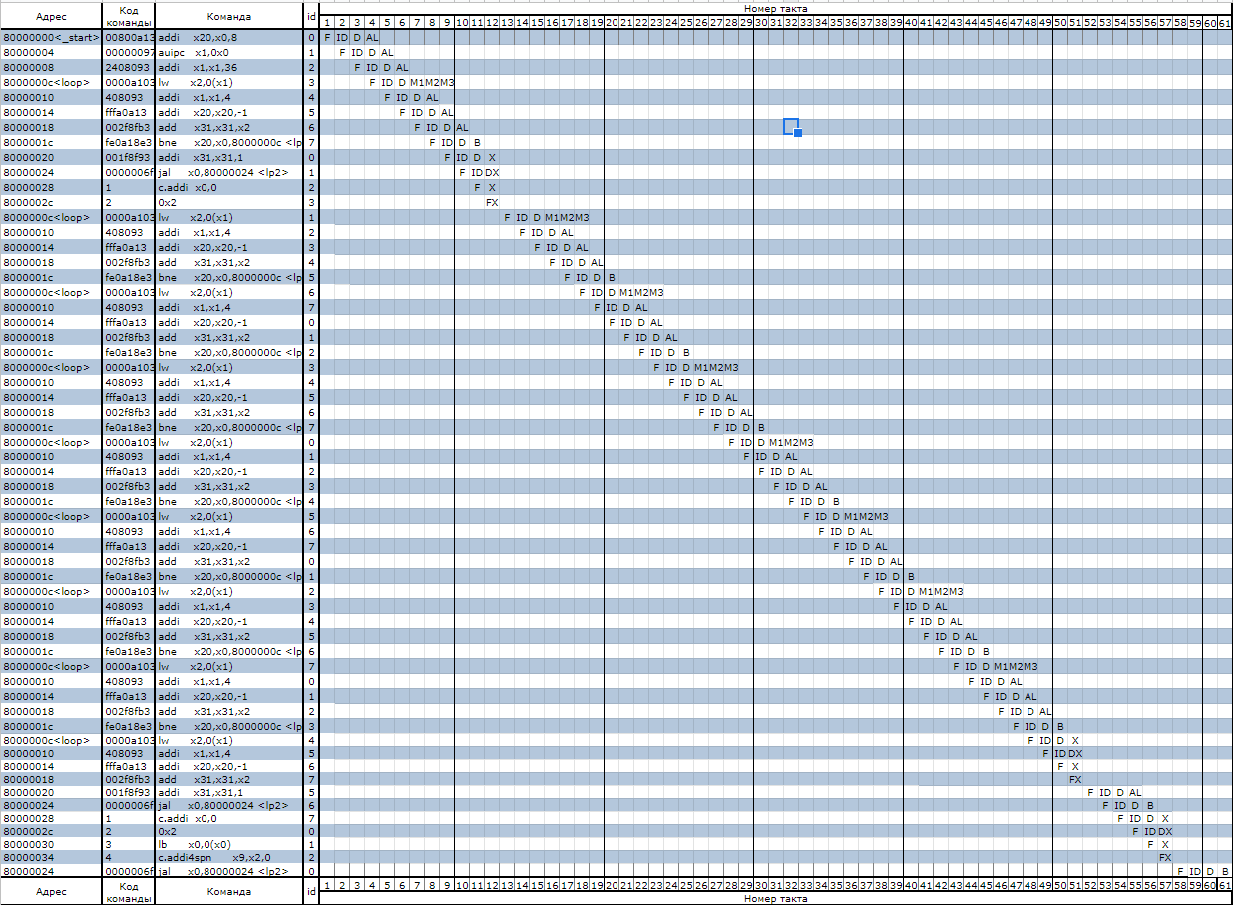 Номер такта
Адрес Код команды Команда id 1 2 3 4 5 6 7 8 9 10 11 12 13 14 15 16 17 18 19 20 21 22 23 24 25 26 27 28 29 30 31 32 33 34 35 36 37 38 39 40 41 42 43 44 45 46 47 48 49 50 51 52 53 54 55 56 57 58 59 60 61
80000000<_start> 00800a13 addi x20,x0,8 0 F ID D AL
80000004 00000097 auipc x1,0x0 1 F ID D AL
80000008 2408093 addi x1,x1,36 2 F ID D AL
8000000c<loop> 0000a103 lw x2,0(x1) 3 F ID D M1M2M3
80000010 408093 addi x1,x1,4 4 F ID D AL
80000014 fffa0a13 addi x20,x20,-1 5 F ID D AL
80000018 002f8fb3 add x31,x31,x2 6 F ID D AL
8000001c fe0a18e3 bne x20,x0,8000000c <lp 7 F ID D B
80000020 001f8f93 addi x31,x31,1 0 F ID D X
80000024 0000006f jal x0,80000024 <lp2> 1 F ID DX
80000028 1 c.addi x0,0 2 F X
8000002c 2 0x2 3 FX
8000000c<loop> 0000a103 lw x2,0(x1) 1 F ID D M1M2M3
80000010 408093 addi x1,x1,4 2 F ID D AL
80000014 fffa0a13 addi x20,x20,-1 3 F ID D AL
80000018 002f8fb3 add x31,x31,x2 4 F ID D AL
8000001c fe0a18e3 bne x20,x0,8000000c <lp 5 F ID D B
8000000c<loop> 0000a103 lw x2,0(x1) 6 F ID D M1M2M3
80000010 408093 addi x1,x1,4 7 F ID D AL
80000014 fffa0a13 addi x20,x20,-1 0 F ID D AL
80000018 002f8fb3 add x31,x31,x2 1 F ID D AL
8000001c fe0a18e3 bne x20,x0,8000000c <lp 2 F ID D B
8000000c<loop> 0000a103 lw x2,0(x1) 3 F ID D M1M2M3
80000010 408093 addi x1,x1,4 4 F ID D AL
80000014 fffa0a13 addi x20,x20,-1 5 F ID D AL
80000018 002f8fb3 add x31,x31,x2 6 F ID D AL
8000001c fe0a18e3 bne x20,x0,8000000c <lp 7 F ID D B
8000000c<loop> 0000a103 lw x2,0(x1) 0 F ID D M1M2M3
80000010 408093 addi x1,x1,4 1 F ID D AL
80000014 fffa0a13 addi x20,x20,-1 2 F ID D AL
80000018 002f8fb3 add x31,x31,x2 3 F ID D AL
8000001c fe0a18e3 bne x20,x0,8000000c <lp 4 F ID D B
8000000c<loop> 0000a103 lw x2,0(x1) 5 F ID D M1M2M3
80000010 408093 addi x1,x1,4 6 F ID D AL
80000014 fffa0a13 addi x20,x20,-1 7 F ID D AL
80000018 002f8fb3 add x31,x31,x2 0 F ID D AL
8000001c fe0a18e3 bne x20,x0,8000000c <lp 1 F ID D B
8000000c<loop> 0000a103 lw x2,0(x1) 2 F ID D M1M2M3
80000010 408093 addi x1,x1,4 3 F ID D AL
80000014 fffa0a13 addi x20,x20,-1 4 F ID D AL
80000018 002f8fb3 add x31,x31,x2 5 F ID D AL
8000001c fe0a18e3 bne x20,x0,8000000c <lp 6 F ID D B
8000000c<loop> 0000a103 lw x2,0(x1) 7 F ID D M1M2M3
80000010 408093 addi x1,x1,4 0 F ID D AL
80000014 fffa0a13 addi x20,x20,-1 1 F ID D AL
80000018 002f8fb3 add x31,x31,x2 2 F ID D AL
8000001c fe0a18e3 bne x20,x0,8000000c <lp 3 F ID D B
8000000c<loop> 0000a103 lw x2,0(x1) 4 F ID D X
80000010 408093 addi x1,x1,4 5 F ID DX
80000014 fffa0a13 addi x20,x20,-1 6 F X
80000018 002f8fb3 add x31,x31,x2 7 FX
80000020 001f8f93 addi x31,x31,1 5 F ID D AL
80000024 0000006f jal x0,80000024 <lp2> 6 F ID D B
80000028 1 c.addi x0,0 7 F ID D X
8000002c 2 0x2 0 F ID DX
80000030 3 lb x0,0(x0) 1 F X
80000034 4 c.addi4spn x9,x2,0 2 FX
80000024 0000006f jal x0,80000024 <lp2> 0 F ID D B
Адрес Код команды Команда id 1 2 3 4 5 6 7 8 9 10 11 12 13 14 15 16 17 18 19 20 21 22 23 24 25 26 27 28 29 30 31 32 33 34 35 36 37 38 39 40 41 42 43 44 45 46 47 48 49 50 51 52 53 54 55 56 57 58 59 60 61
Номер такта